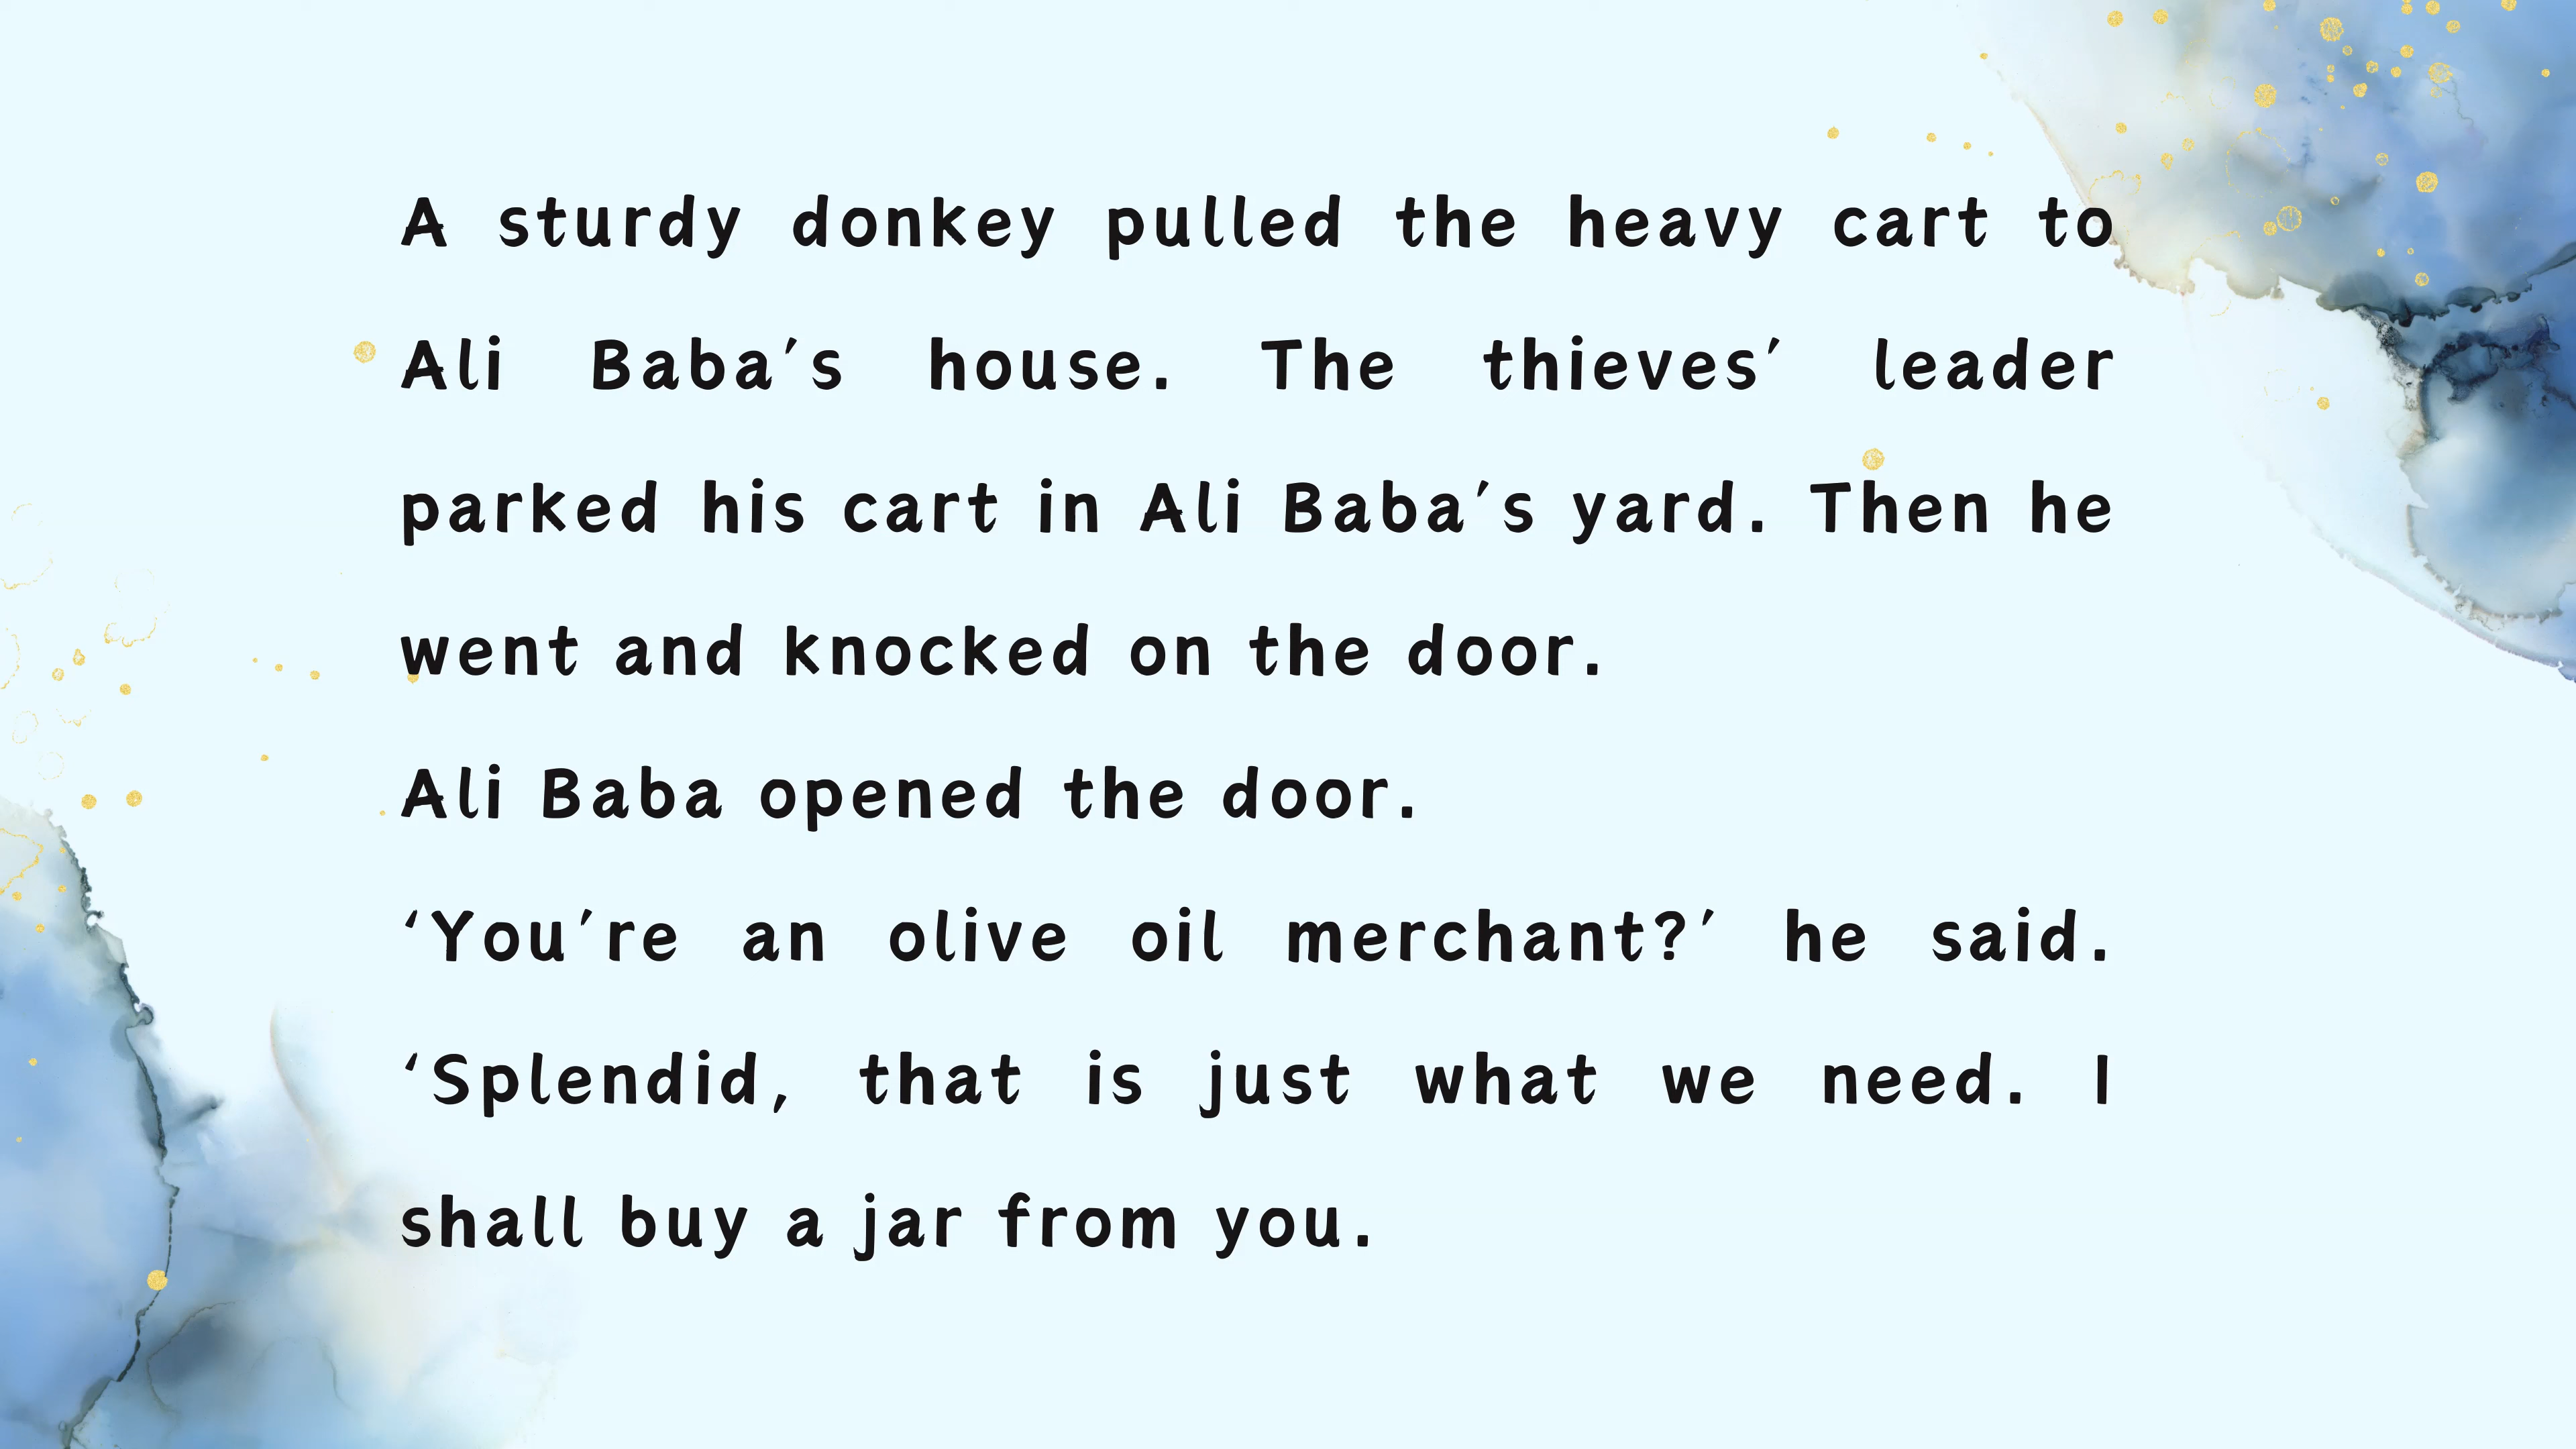 A sturdy donkey pulled the heavy cart to
Ali Baba's house. The thieves' leader
parked his cart in Ali Baba's yard. Then he
went and knocked on the door.
Ali Baba opened the door.
‘You're an olive oil merchant?' he said.
‘Splendid, that is just what we need. I
shall buy a jar from you.